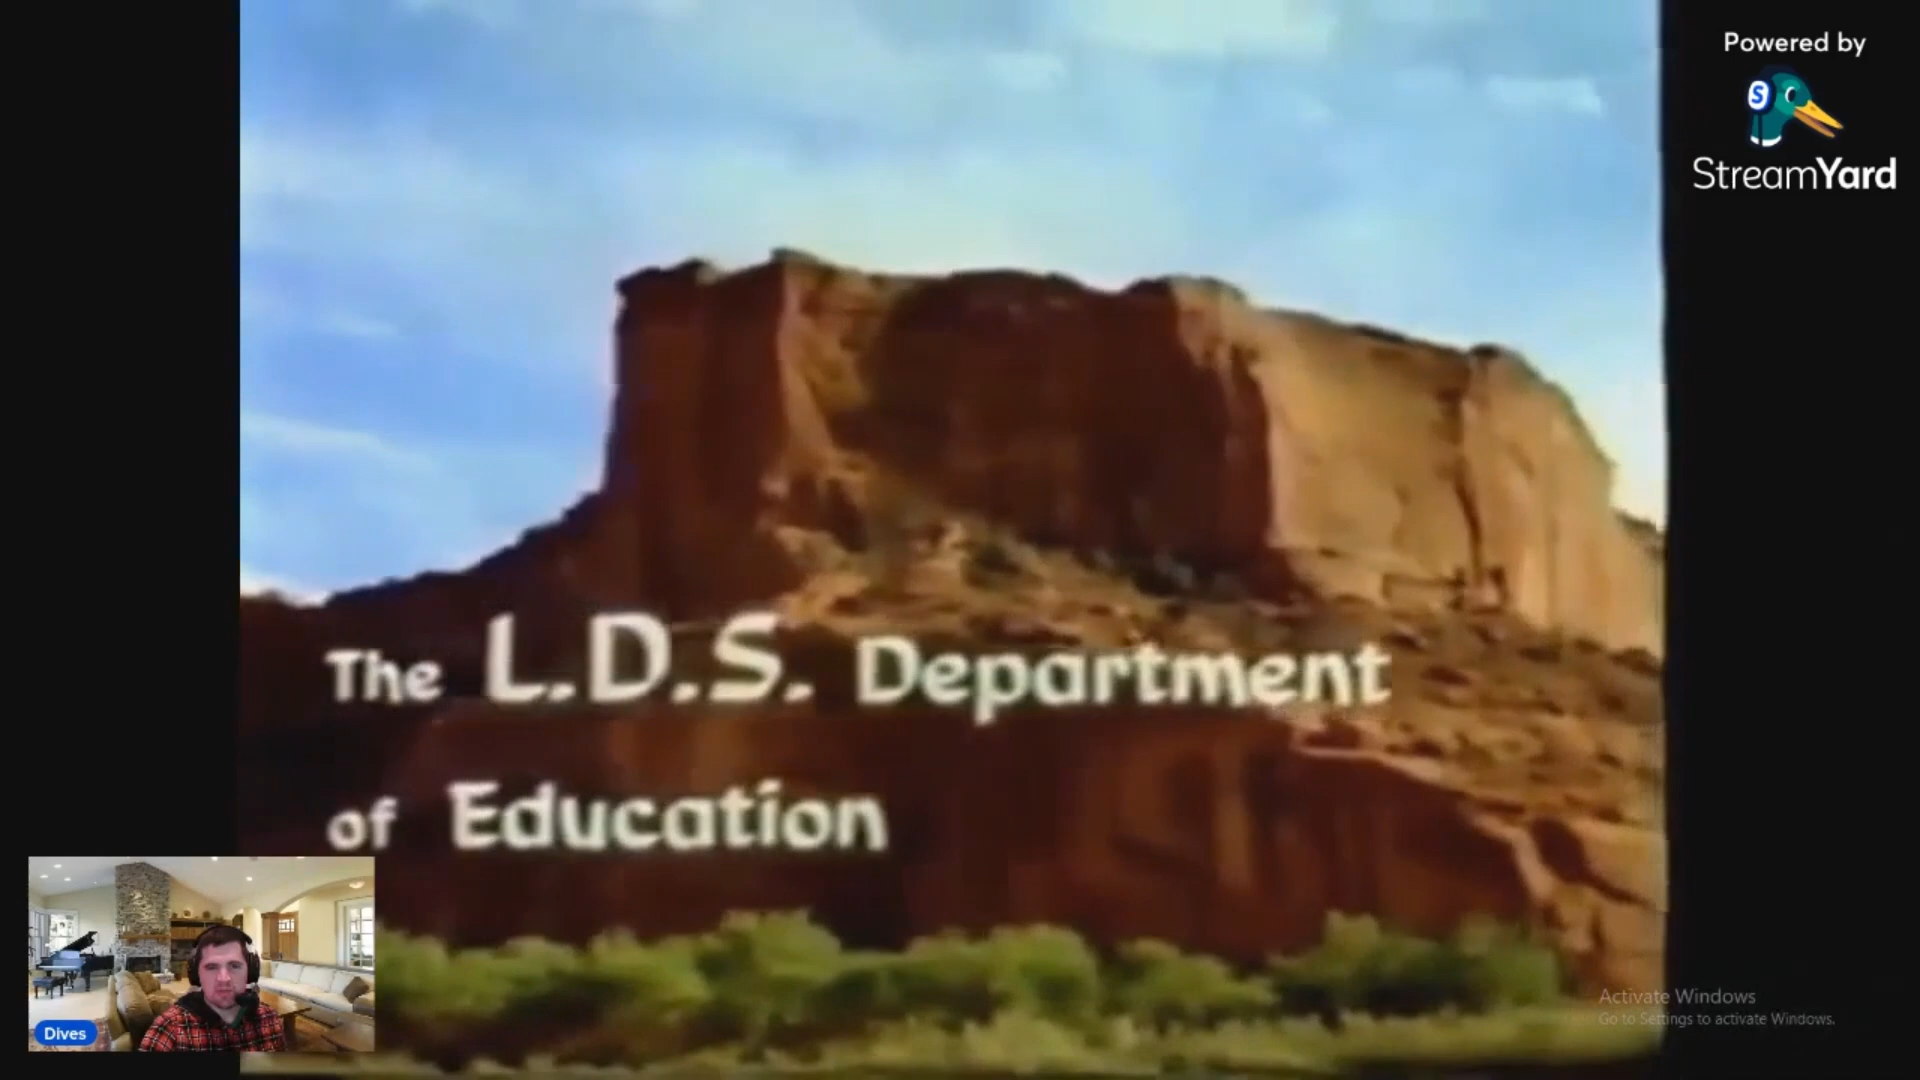 Powered by
StreamYard
The L.D.S. Department
of Education
Dives
Activate Windows
Go to Settings to activate Windows.